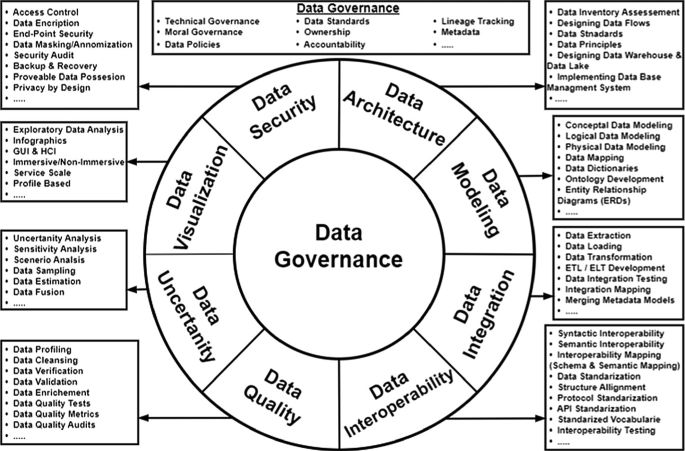 Data Governance
• Technical Governance
• Moral Governance
• Data Policies
• Data Standards
• Ownership
• Accountability
• Lineage Tracking
• Metadata
• .....
• Access Control
• Data Encription
• End-Point Security
• Data Masking/Annomization
• Security Audit
• Backup & Recovery
• Proveable Data Possesion
• Privacy by Design
• .....
• Data Inventory Assessement
• Designing Data Flows
• Data Stnadards
• Data Principles
• Designing Data Warehouse &
Data Lake
• Implementing Data Base
Managment System
• .....
• Exploratory Data Analysis
• Infographics
• GUI & HCI
• Immersive/Non-Immersive
• Service Scale
• Profile Based
• .....
• Conceptal Data Modeling
• Logical Data Modeling
• Physical Data Modeling
• Data Mapping
• Data Dictionaries
• Ontology Development
• Entity Relationship
Diagrams (ERDs)
• .....
• Uncertanity Analysis
• Sensitivity Analysis
• Scenerio Analsis
• Data Sampling
• Data Estimation
• Data Fusion
• .....
• Data Extraction
• Data Loading
• Data Transformation
• ETL / ELT Development
• Data Integration Testing
• Integration Mapping
• Merging Metadata Models
• .....
• Data Profiling
• Data Cleansing
• Data Verification
• Data Validation
• Data Enrichement
• Data Quality Tests
• Data Quality Metrics
• Data Quality Audits
• .....
• Syntactic Interoperability
• Semantic Interoperability
• Interoperability Mapping
(Schema & Semantic Mapping)
• Data Standarization
• Structure Allignment
• Protocol Standarization
• API Standarization
• Standarized Vocabularie
• Interoperability Testing
• .....
Data
Security
Data
Architecture
Data
Visualization
Data
Modeling
Data
Governance
Data
Uncertanity
Data
Integration
Data
Quality
Data
Interoperability